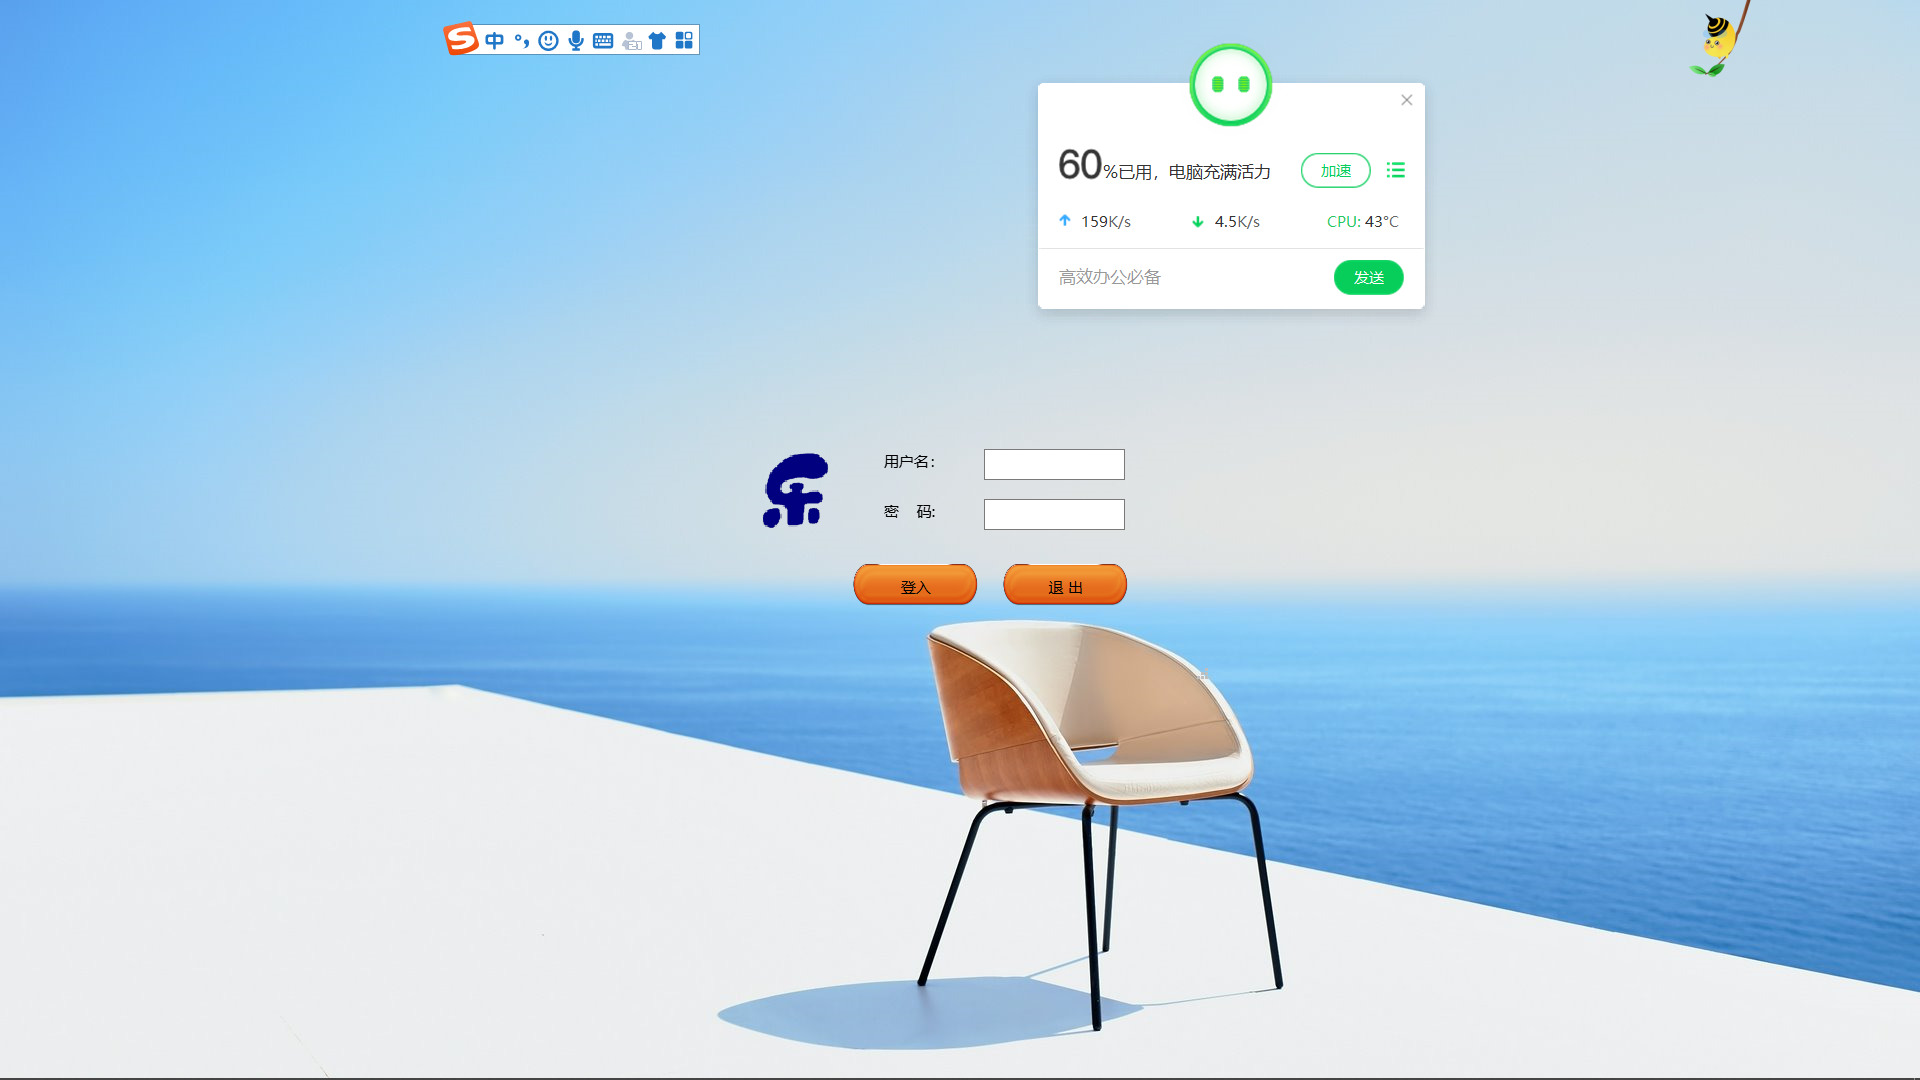 中
60%已用，电脑充满活力
加速
159K/s
4.5K/s
CPU: 43°C
高效办公必备
发送
乐
用户名：
密 码：
登入
退 出